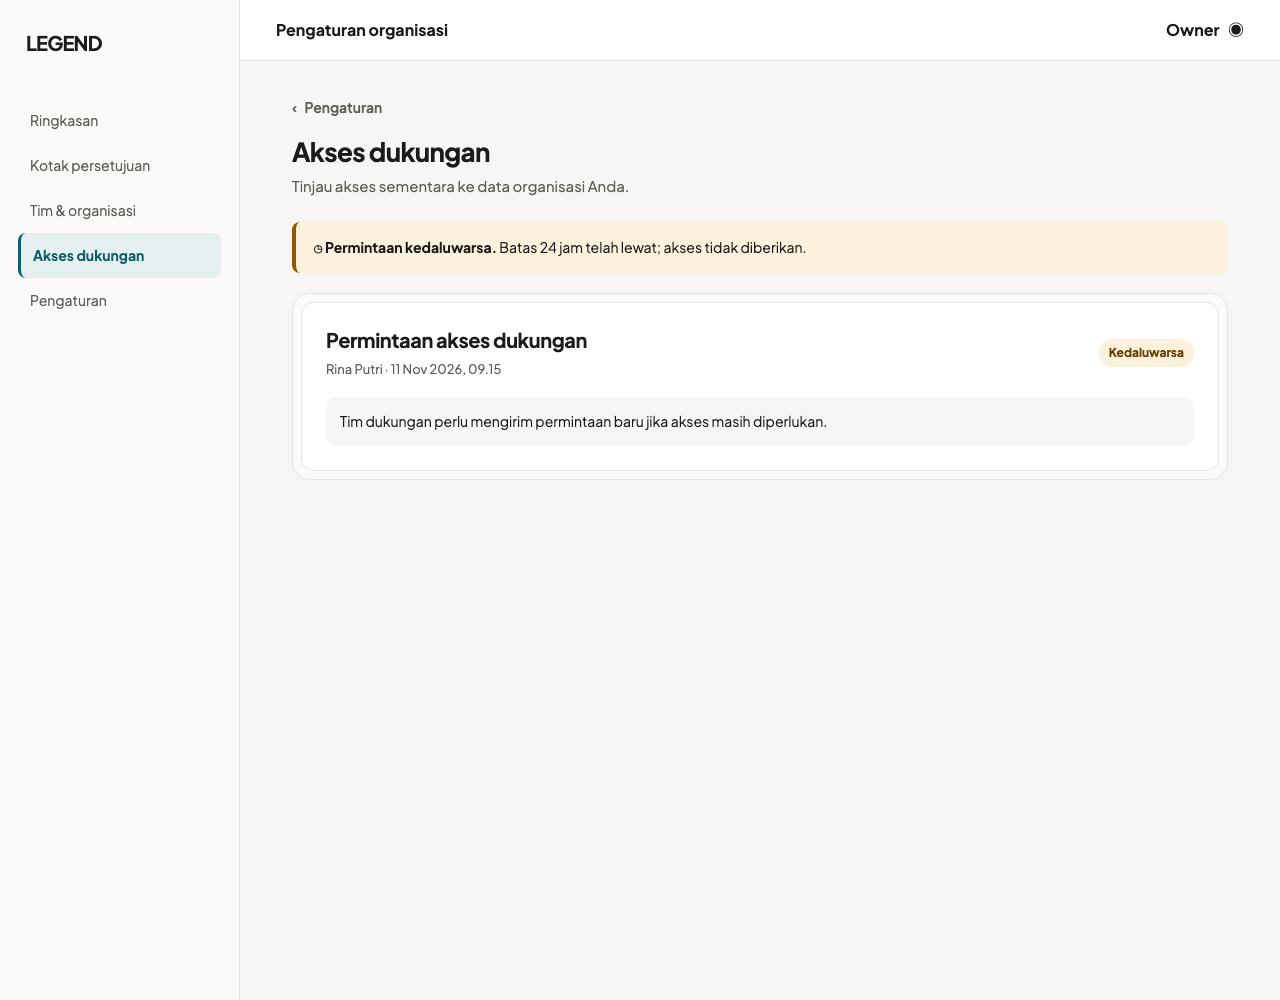 LEGEND
Pengaturan organisasi
Owner
Ringkasan
Kotak persetujuan
Tim & organisasi
Akses dukungan
Pengaturan
‹ Pengaturan
Akses dukungan
Tinjau akses sementara ke data organisasi Anda.
Permintaan kedaluwarsa. Batas 24 jam telah lewat; akses tidak diberikan.
Permintaan akses dukungan
Rina Putri · 11 Nov 2026, 09.15
Kedaluwarsa
Tim dukungan perlu mengirim permintaan baru jika akses masih diperlukan.